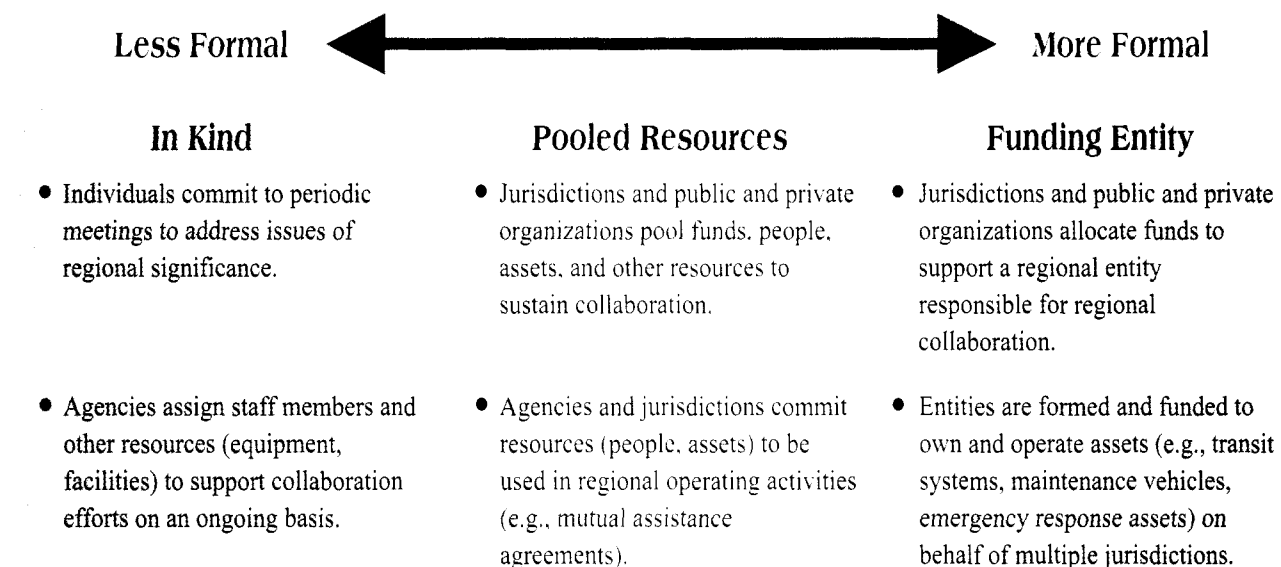 Less Formal
More Formal
In Kind
• Individuals commit to periodic
meetings to address issues of
regional significance.
• Agencies assign staff members and
other resources (equipment,
facilities) to support collaboration
efforts on an ongoing basis.
Pooled Resources
• Jurisdictions and public and private
organizations pool funds, people,
assets, and other resources to
sustain collaboration.
• Agencies and jurisdictions commit
resources (people, assets) to be
used in regional operating activities
(e.g., mutual assistance
agreements).
Funding Entity
• Jurisdictions and public and private
organizations allocate funds to
support a regional entity
responsible for regional
collaboration.
• Entities are formed and funded to
own and operate assets (e.g., transit
systems, maintenance vehicles,
emergency response assets) on
behalf of multiple jurisdictions.